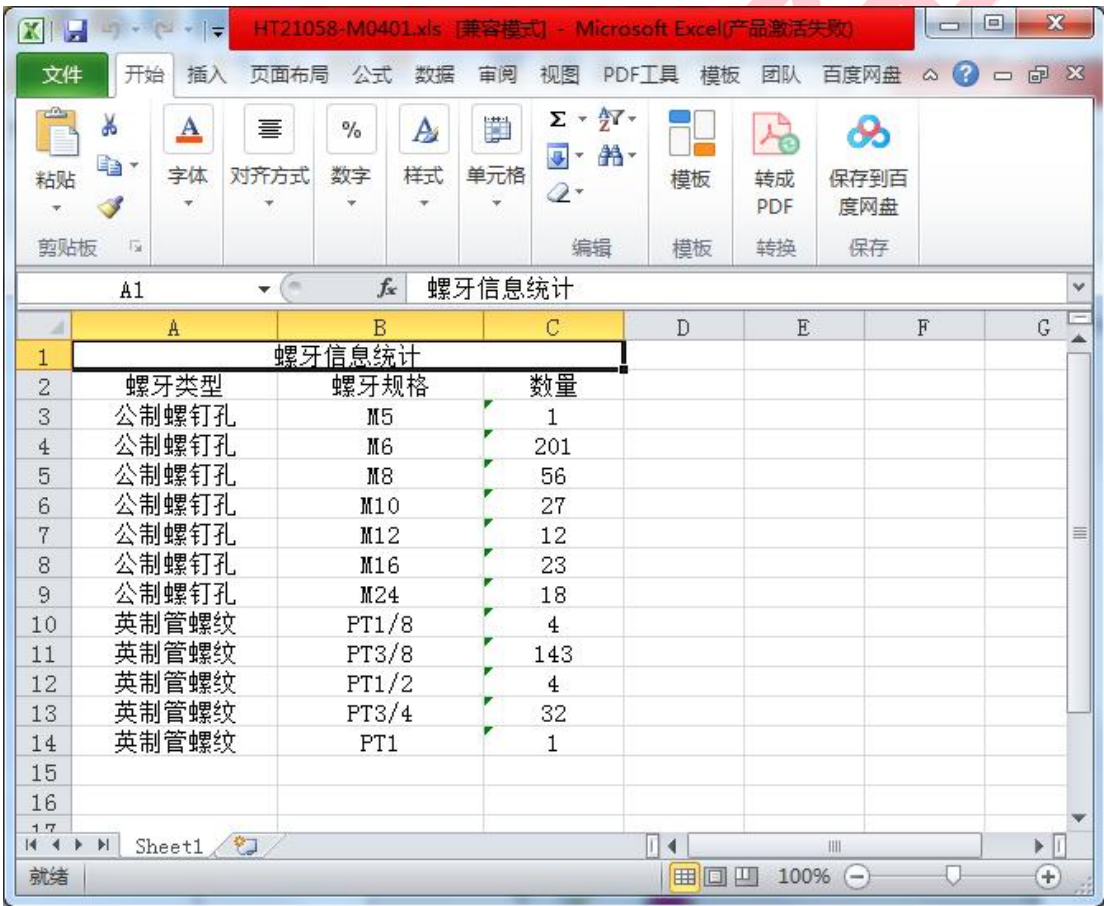 HT21058-M0401.xls [兼容模式] - Microsoft Excel(产品激活失败)
文件 开始 插入 页面布局 公式 数据 审阅 视图 PDF工具 模板 团队 百度网盘
粘贴 字体 对齐方式 数字 样式 单元格 Σ 模板 转成PDF 保存到百度网盘
剪贴板 编辑 模板 转换 保存
A1 fx 螺牙信息统计
A B C D E F G
1 螺牙信息统计
2 螺牙类型 螺牙规格 数量
3 公制螺钉孔 M5 1
4 公制螺钉孔 M6 201
5 公制螺钉孔 M8 56
6 公制螺钉孔 M10 27
7 公制螺钉孔 M12 12
8 公制螺钉孔 M16 23
9 公制螺钉孔 M24 18
10 英制管螺纹 PT1/8 4
11 英制管螺纹 PT3/8 143
12 英制管螺纹 PT1/2 4
13 英制管螺纹 PT3/4 32
14 英制管螺纹 PT1 1
15
16
17
Sheet1
就绪 100%